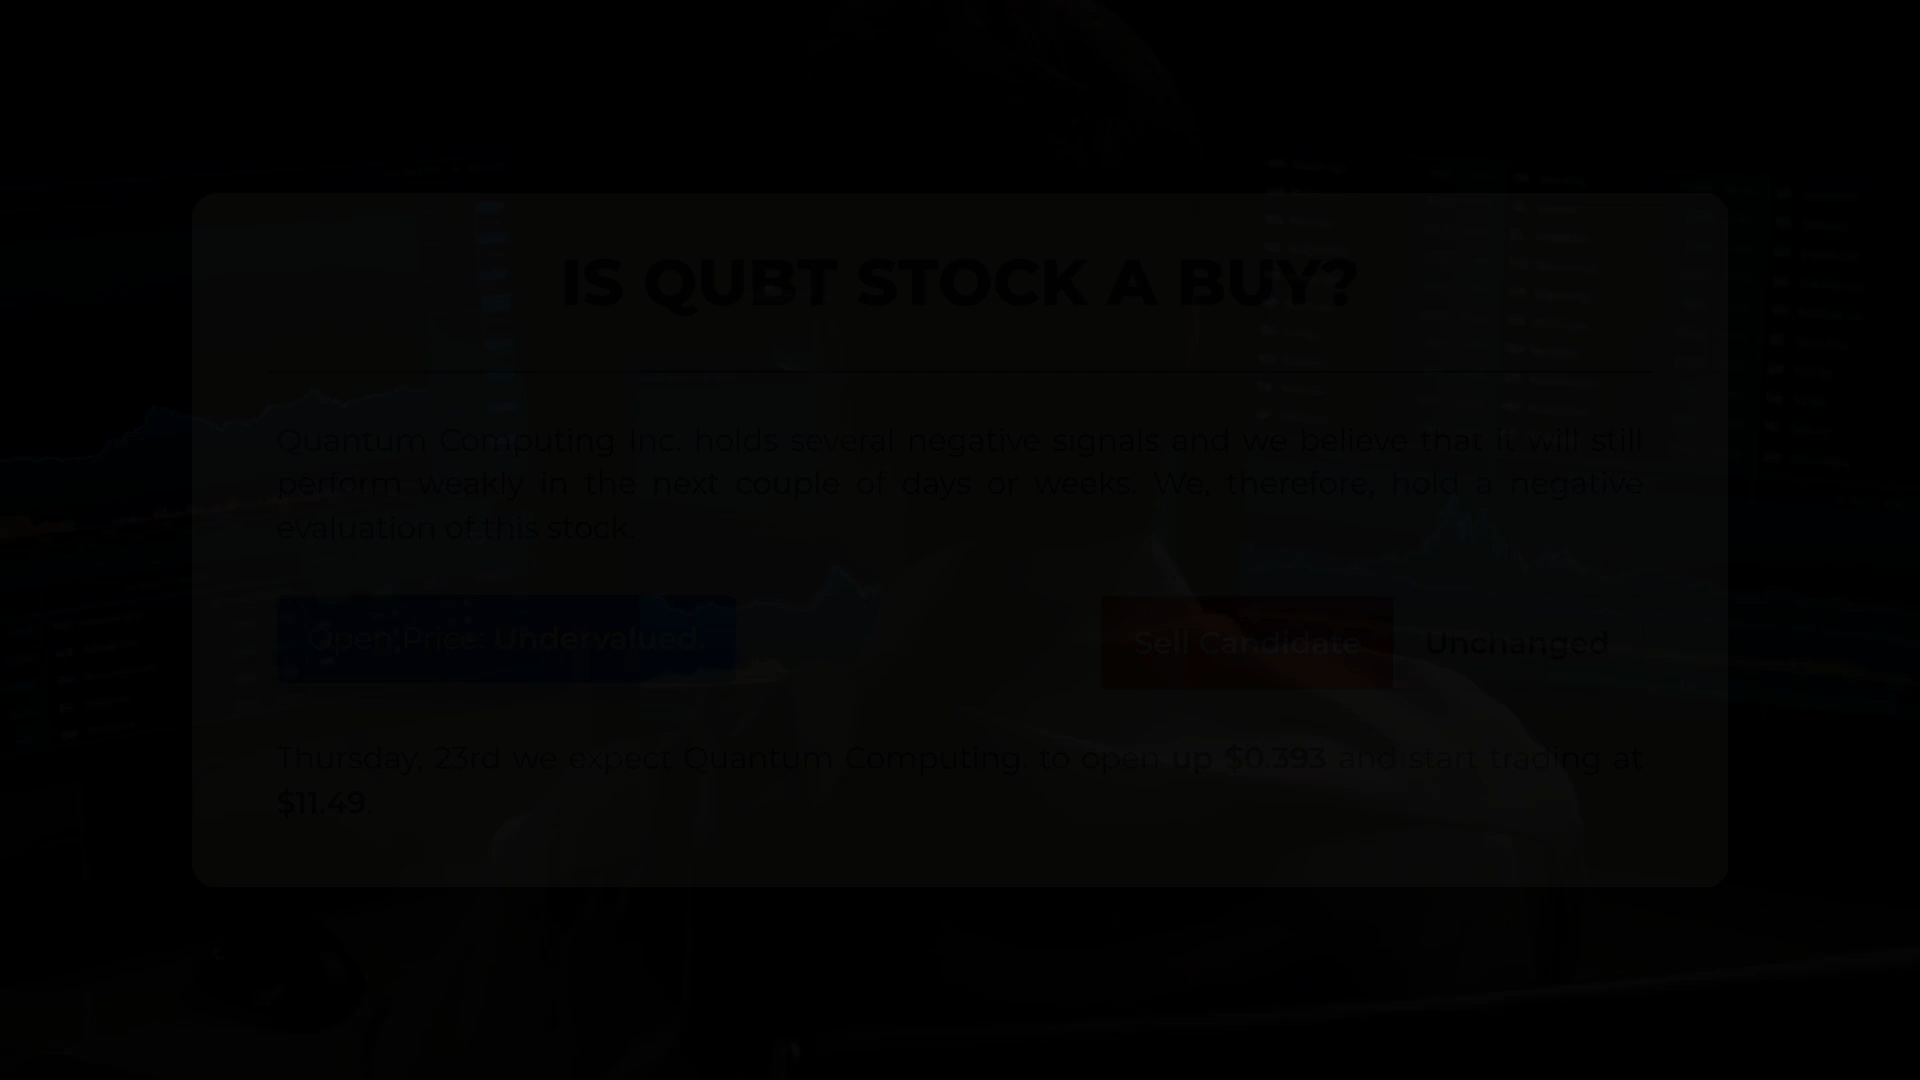 IS QUBT STOCK A BUY?
Quantum Computing Inc. holds several negative signals and we believe that it will still
perform weakly in the next couple of days or weeks. We, therefore, hold a negative
evaluation of this stock.
Open Price: Undervalued.
Sell Candidate Unchanged
Thursday, 23rd we expect Quantum Computing. to open up $0.393 and start trading at
$11.49.